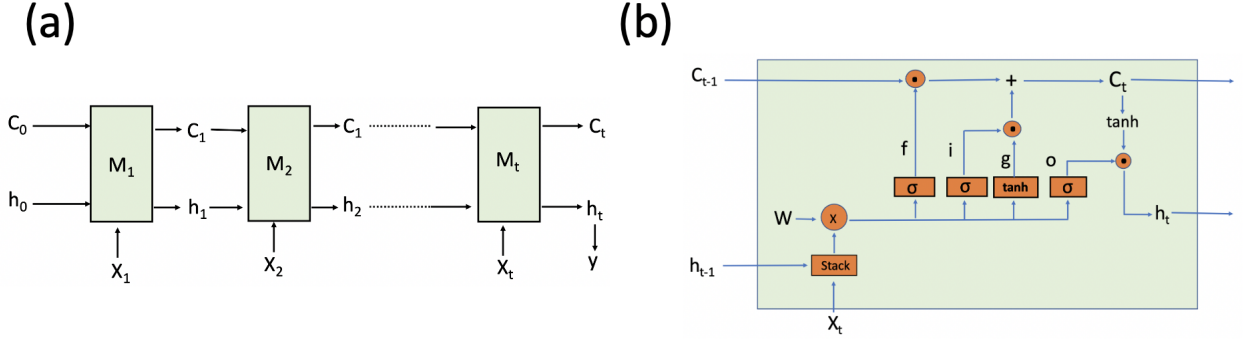 (a)
C0 C1 C1 Ct
M1 M2 Mt
h0 h1 h2 ht
X1 X2 Xt y
(b)
Ct-1 + Ct
tanh
f i g o
σ σ tanh σ
W x ht
ht-1 Stack
Xt